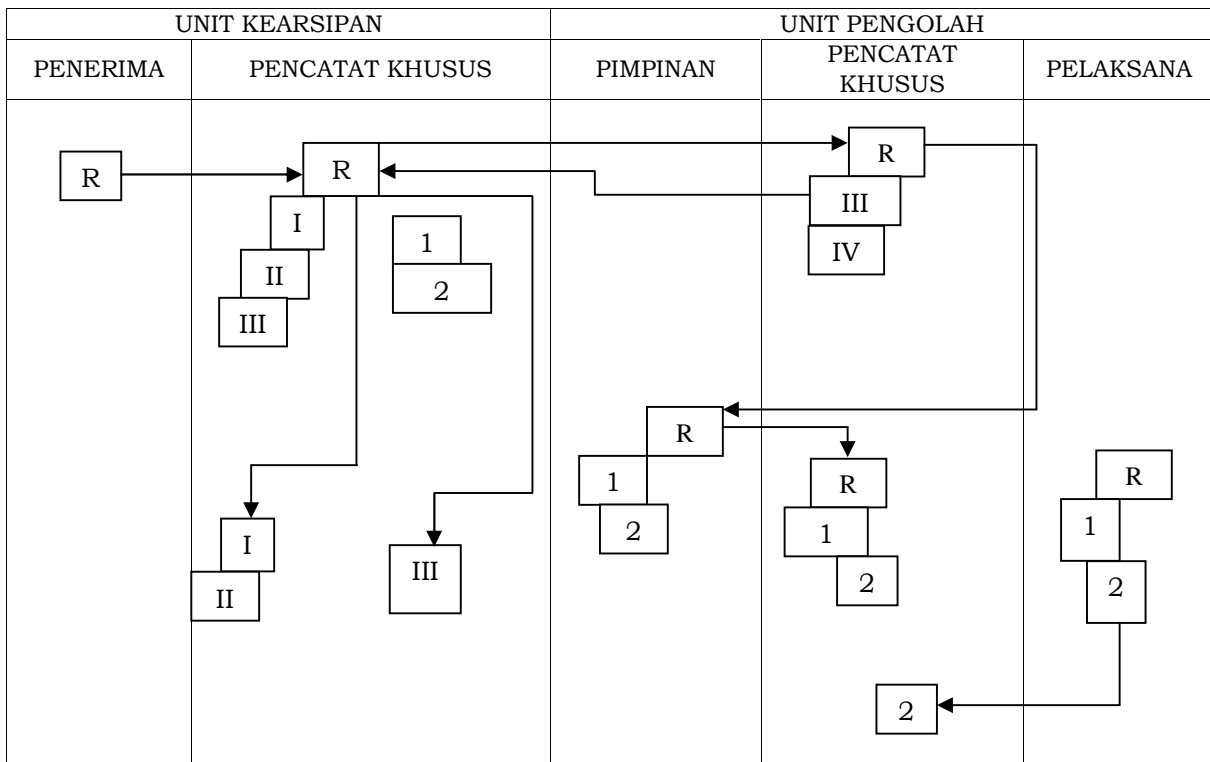 UNIT KEARSIPAN
UNIT PENGOLAH
PENERIMA
PENCATAT KHUSUS
PIMPINAN
PENCATAT
KHUSUS
PELAKSANA
R
R
I
II
III
1
2
R
III
IV
R
1
2
R
1
2
R
1
2
I
II
III
2